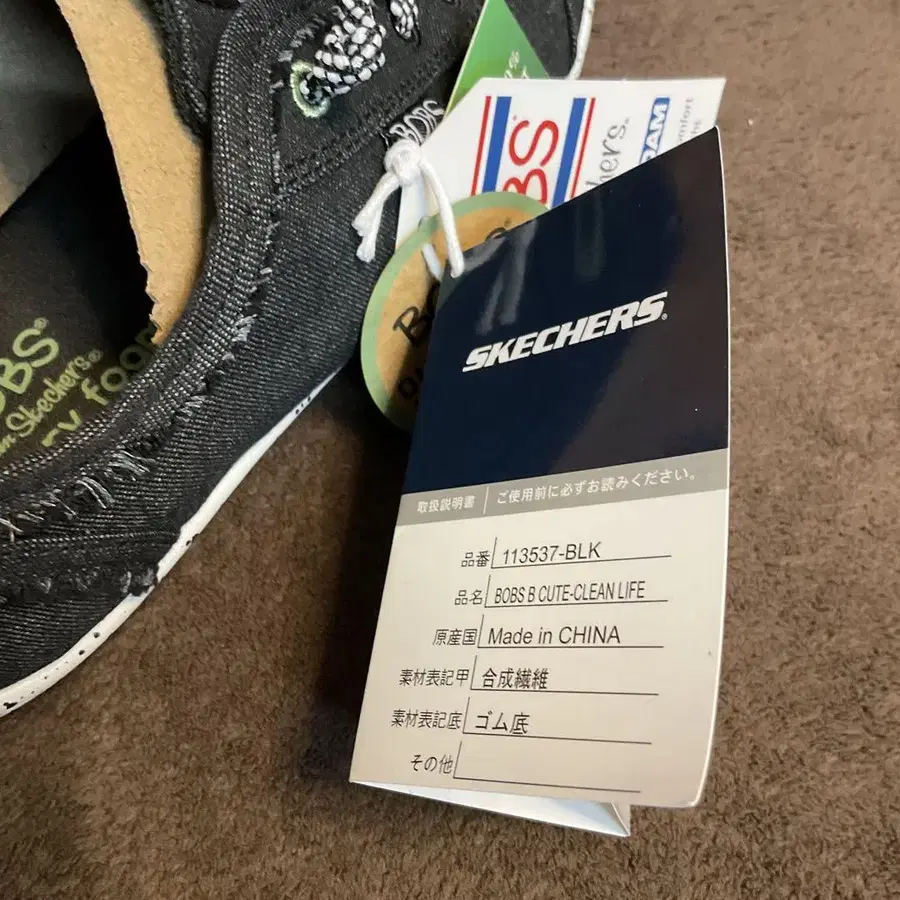 BOBS
BOBS®
Skechers®
SKECHERS®
取扱説明書 ご使用前に必ずお読みください。
品番 113537-BLK
品名 BOBS B CUTE-CLEAN LIFE
原産国 Made in CHINA
素材表記甲 合成繊維
素材表記底 ゴム底
その他